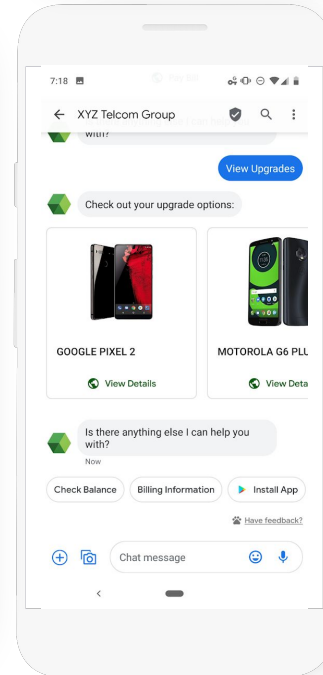 7:18
XYZ Telcom Group
with?
View Upgrades
Check out your upgrade options:
GOOGLE PIXEL 2
MOTOROLA G6 PLU
View Details
View Deta
Is there anything else I can help you
with?
Now
Check Balance
Billing Information
Install App
Have feedback?
Chat message